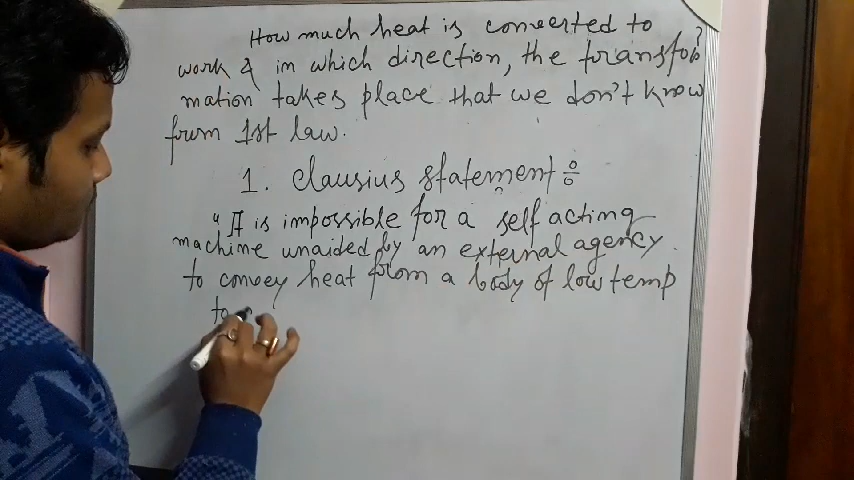 How much heat is converted to
work & in which direction, the transfor
mation takes place that we don't know
from 1st law.
1. Clausius statement :
"It is impossible for a self acting
machine unaided by an external agency
to convey heat from a body of low temp
to